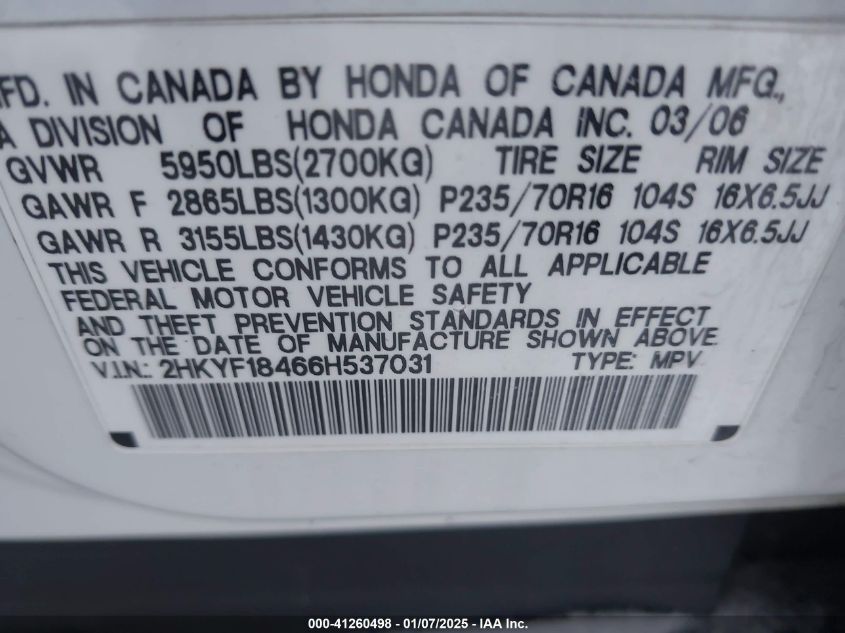 MFD. IN CANADA BY HONDA OF CANADA MFG.,
A DIVISION OF HONDA CANADA INC. 03/06
GVWR 5950LBS(2700KG) TIRE SIZE RIM SIZE
GAWR F 2865LBS(1300KG) P235/70R16 104S 16X6.5JJ
GAWR R 3155LBS(1430KG) P235/70R16 104S 16X6.5JJ
THIS VEHICLE CONFORMS TO ALL APPLICABLE
FEDERAL MOTOR VEHICLE SAFETY
AND THEFT PREVENTION STANDARDS IN EFFECT
ON THE DATE OF MANUFACTURE SHOWN ABOVE.
V.I.N.: 2HKYF18466H537031 TYPE: MPV
000-41260498 - 01/07/2025 - IAA Inc.